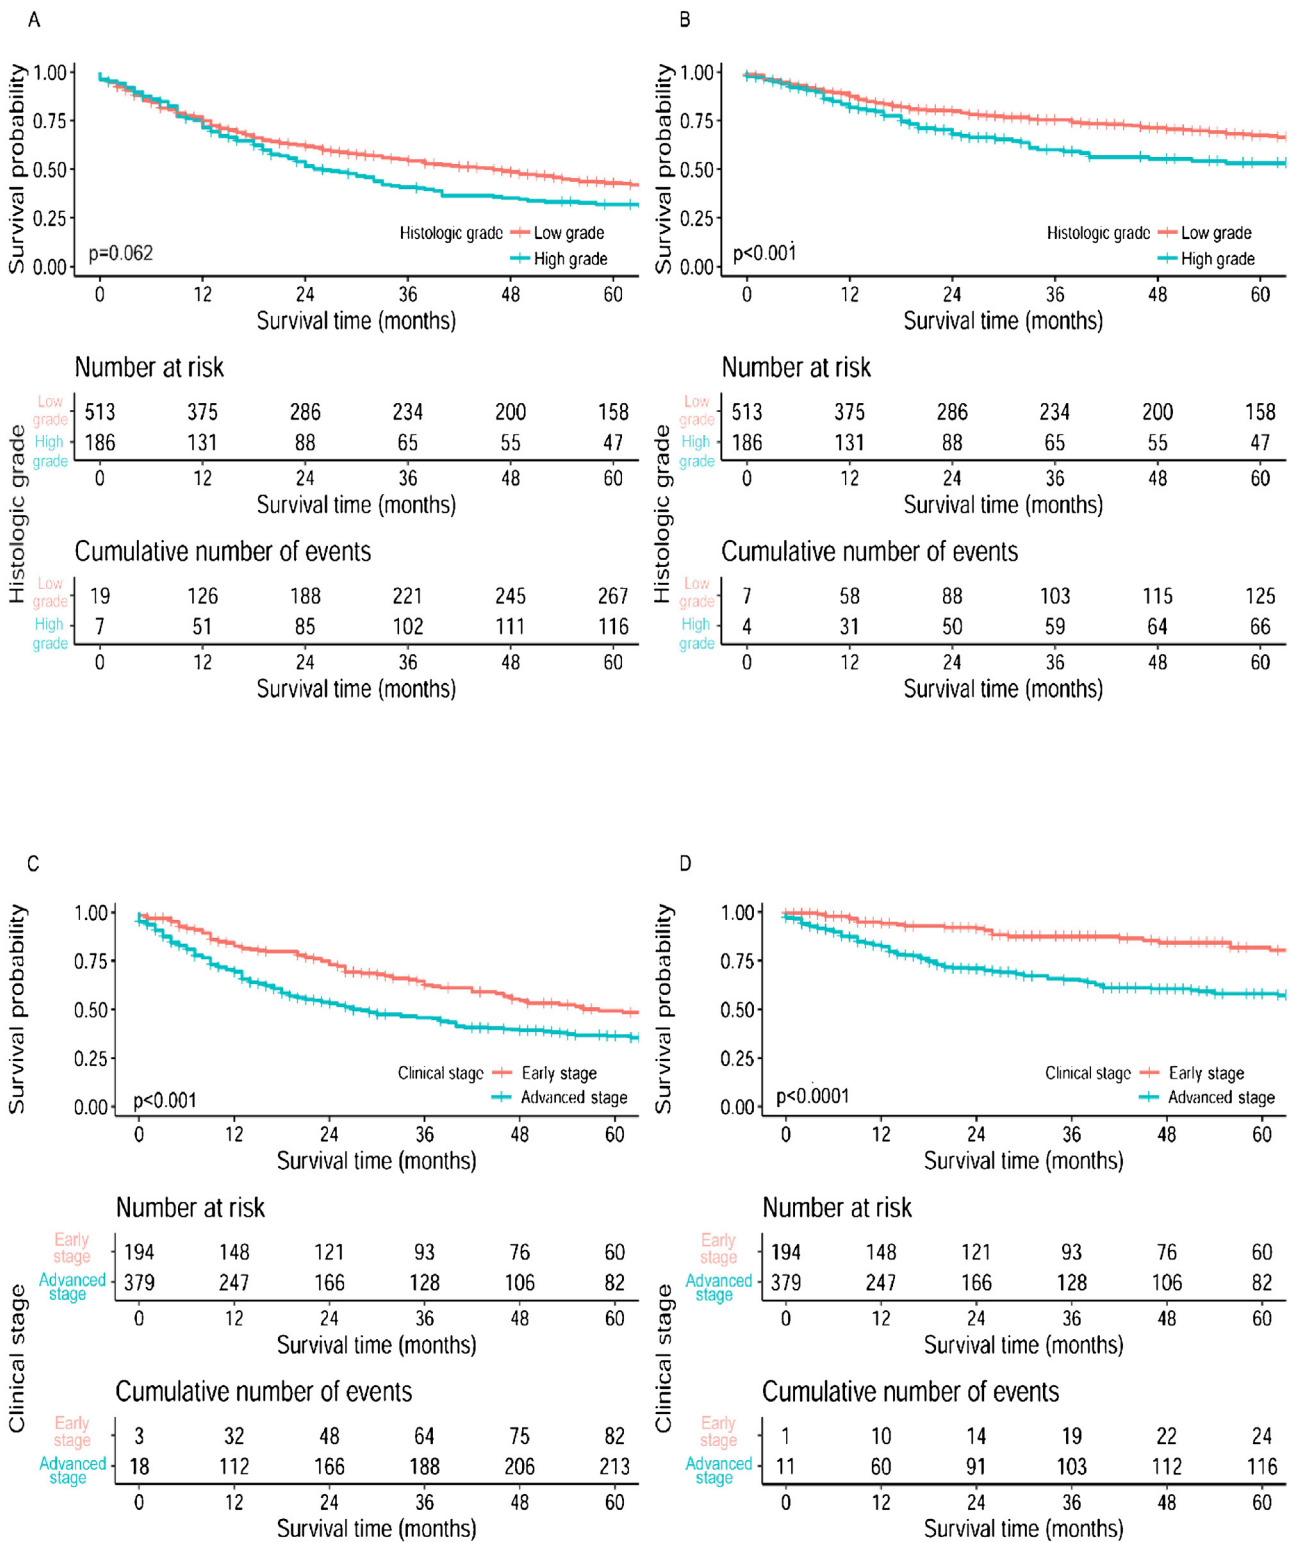 A
Survival probability
1.00
0.75
0.50
0.25
0.00
Histologic grade Low grade
High grade
p=0.062
0 12 24 36 48 60
Survival time (months)
Number at risk
Histologic grade
Low grade 513 375 286 234 200 158
High grade 186 131 88 65 55 47
0 12 24 36 48 60
Survival time (months)
Cumulative number of events
Low grade 19 126 188 221 245 267
High grade 7 51 85 102 111 116
0 12 24 36 48 60
Survival time (months)
B
Survival probability
1.00
0.75
0.50
0.25
0.00
Histologic grade Low grade
High grade
p<0.001
0 12 24 36 48 60
Survival time (months)
Number at risk
Histologic grade
Low grade 513 375 286 234 200 158
High grade 186 131 88 65 55 47
0 12 24 36 48 60
Survival time (months)
Cumulative number of events
Low grade 7 58 88 103 115 125
High grade 4 31 50 59 64 66
0 12 24 36 48 60
Survival time (months)
C
Survival probability
1.00
0.75
0.50
0.25
0.00
Clinical stage Early stage
Advanced stage
p<0.001
0 12 24 36 48 60
Survival time (months)
Number at risk
Clinical stage
Early stage 194 148 121 93 76 60
Advanced stage 379 247 166 128 106 82
0 12 24 36 48 60
Survival time (months)
Cumulative number of events
Early stage 3 32 48 64 75 82
Advanced stage 18 112 166 188 206 213
0 12 24 36 48 60
Survival time (months)
D
Survival probability
1.00
0.75
0.50
0.25
0.00
Clinical stage Early stage
Advanced stage
p<0.0001
0 12 24 36 48 60
Survival time (months)
Number at risk
Clinical stage
Early stage 194 148 121 93 76 60
Advanced stage 379 247 166 128 106 82
0 12 24 36 48 60
Survival time (months)
Cumulative number of events
Early stage 1 10 14 19 22 24
Advanced stage 11 60 91 103 112 116
0 12 24 36 48 60
Survival time (months)